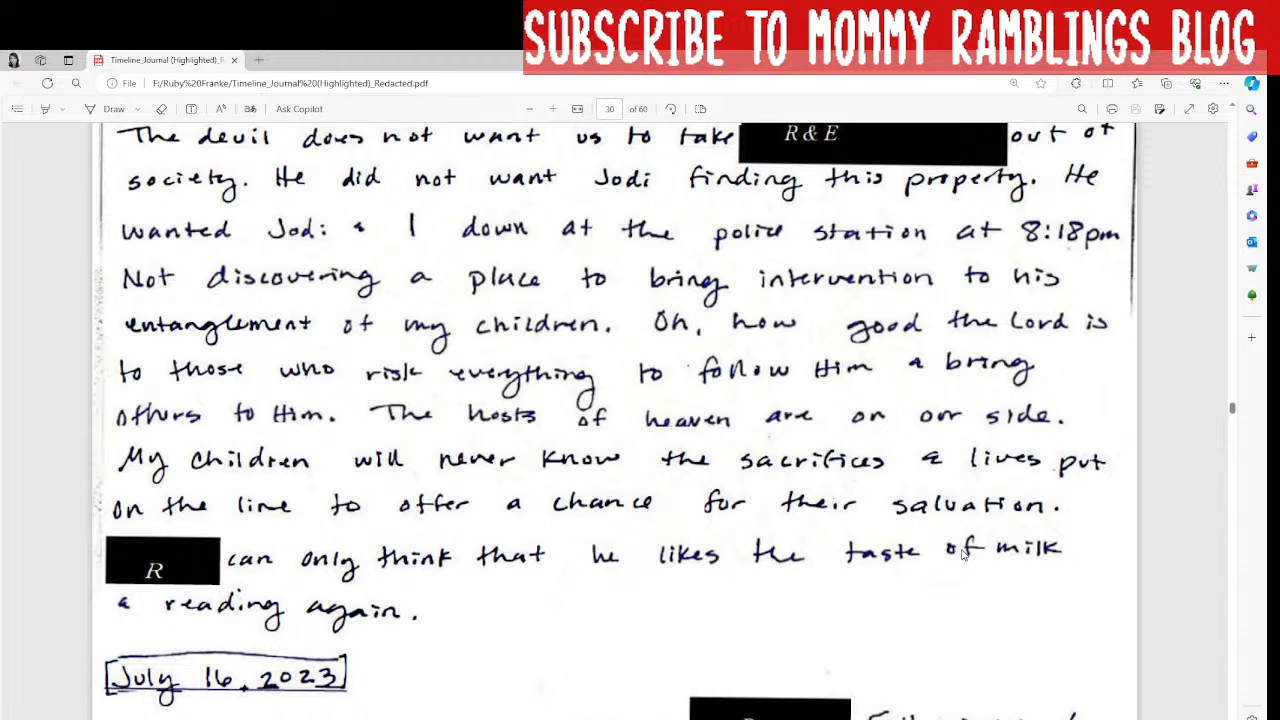 SUBSCRIBE TO MOMMY RAMBLINGS BLOG
Timeline_Journal (Highlighted)_R
File F:/Ruby%20Franke/Timeline_Journal%20(Highlighted)_Redacted.pdf
Draw Ask Copilot 30 of 60
The devil does not want us to take R & E out of
society. He did not want Jodi finding this property. He
wanted Jodi & I down at the police station at 8:18pm
Not discovering a place to bring intervention to his
entanglement of my children. Oh, how good the Lord is
to those who risk everything to follow Him & bring
others to Him. The hosts of heaven are on our side.
My children will never know the sacrifices & lives put
on the line to offer a chance for their salvation.
R can only think that he likes the taste of milk
& reading again.
July 16, 2023